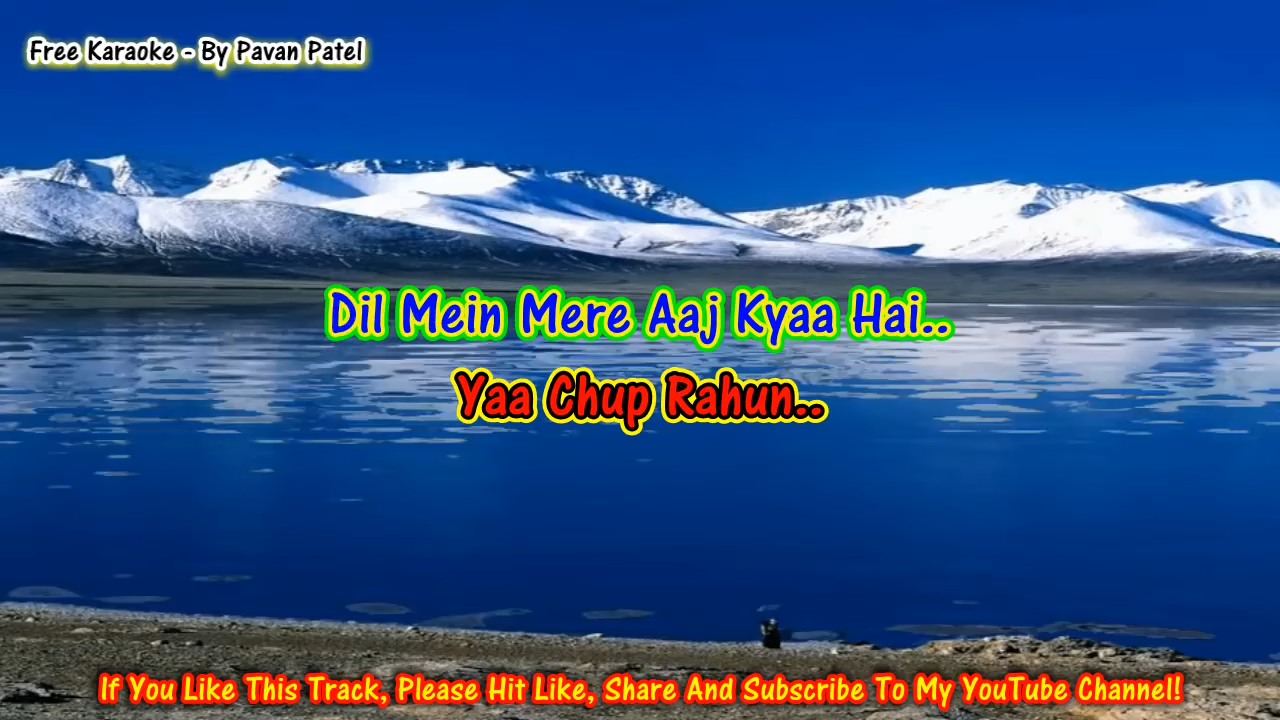 Free Karaoke - By Pavan Patel
Dil Mein Mere Aaj Kyaa Hai..
Yaa Chup Rahun..
If You Like This Track, Please Hit Like, Share And Subscribe To My YouTube Channel!